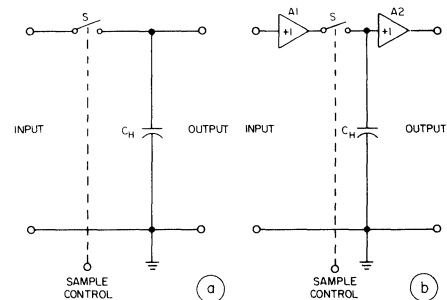 S
INPUT
C_H
OUTPUT
SAMPLE
CONTROL
a
A1
S
A2
+1
+1
INPUT
C_H
OUTPUT
SAMPLE
CONTROL
b